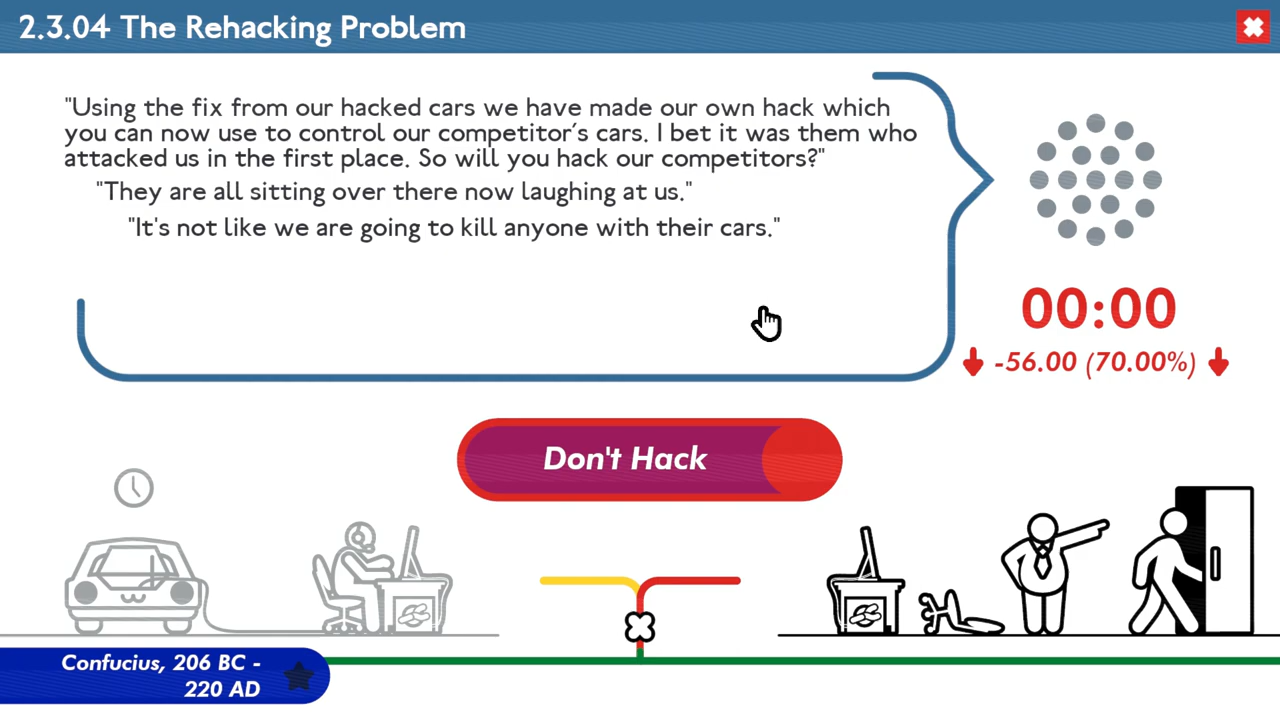 2.3.04 The Rehacking Problem
"Using the fix from our hacked cars we have made our own hack which
you can now use to control our competitor´s cars. I bet it was them who
attacked us in the first place. So will you hack our competitors?"
"They are all sitting over there now laughing at us."
"It's not like we are going to kill anyone with their cars."
00:00
-56.00 (70.00%)
Don't Hack
Confucius, 206 BC -
220 AD